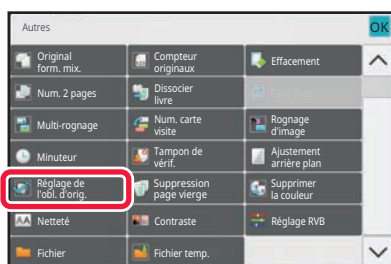 Autres
OK
Original
form. mix.
Compteur
originaux
Effacement
Num. 2 pages
Dissocier
livre
Multi-rognage
Num. carte
visite
Rognage
d'image
Minuteur
Tampon de
vérif.
Ajustement
arrière plan
Réglage de
l'obl. d'orig.
Suppression
page vierge
Supprimer
la couleur
Netteté
Contraste
Réglage RVB
Fichier
Fichier temp.